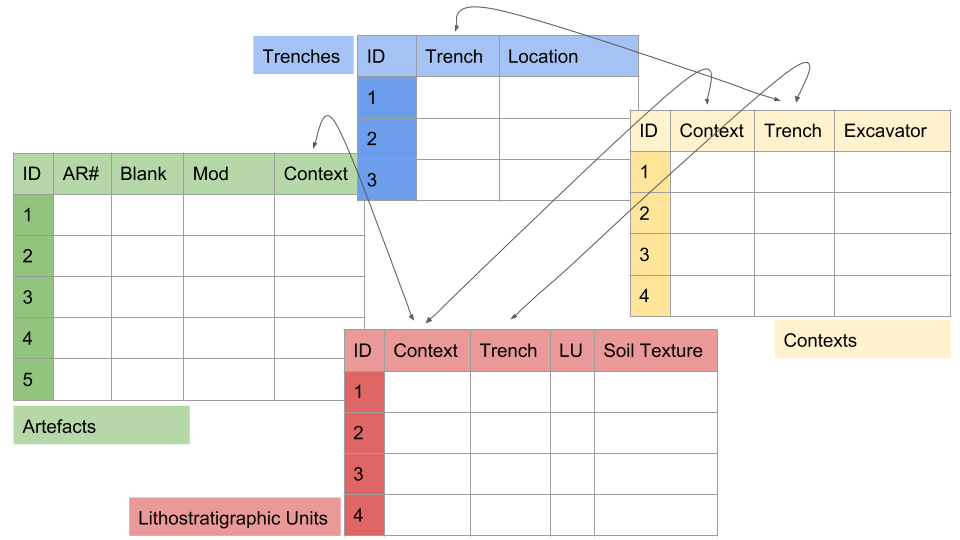 Trenches
ID Trench Location
1
2
3
ID Context Trench Excavator
1
2
3
4
Contexts
ID AR# Blank Mod Context
1
2
3
4
5
Artefacts
ID Context Trench LU Soil Texture
1
2
3
4
Lithostratigraphic Units